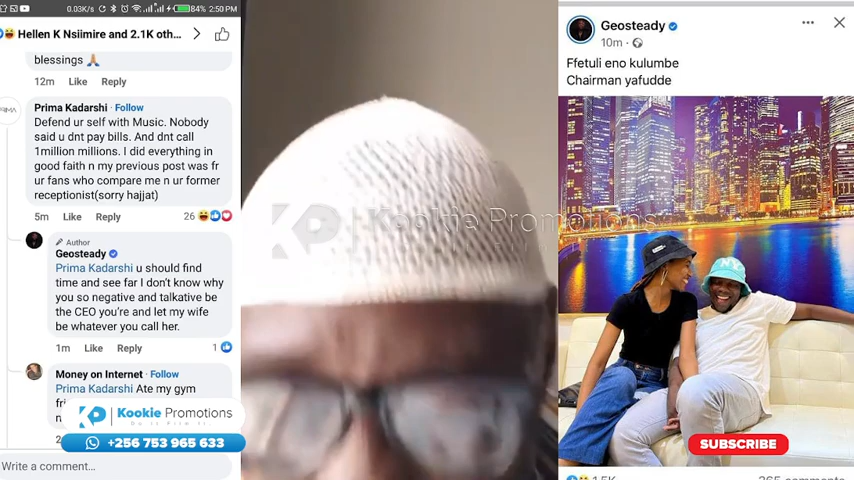 0.03K/s
84%
2:50 PM
Hellen K Nsiimire and 2.1K oth...
blessings 🙏
12m Like Reply
Prima Kadarshi · Follow
Defend ur self with Music. Nobody
said u dnt pay bills. And dnt call
1million millions. I did everything in
good faith n my previous post was fr
ur fans who compare me n ur former
receptionist(sorry hajjat)
5m Like Reply 26
Author
Geosteady
Prima Kadarshi u should find
time and see far I don't know why
you so negative and talkative be
the CEO you're and let my wife
be whatever you call her.
1m Like Reply 1
Money on Internet · Follow
Prima Kadarshi Ate my gym
KP Kookie Promotions
+256 753 965 633
Write a comment...
KP Kookie Promotions
Geosteady
10m ·
Ffetuli eno kulumbe
Chairman yafudde
NY
SUBSCRIBE
1.5K 365 comments